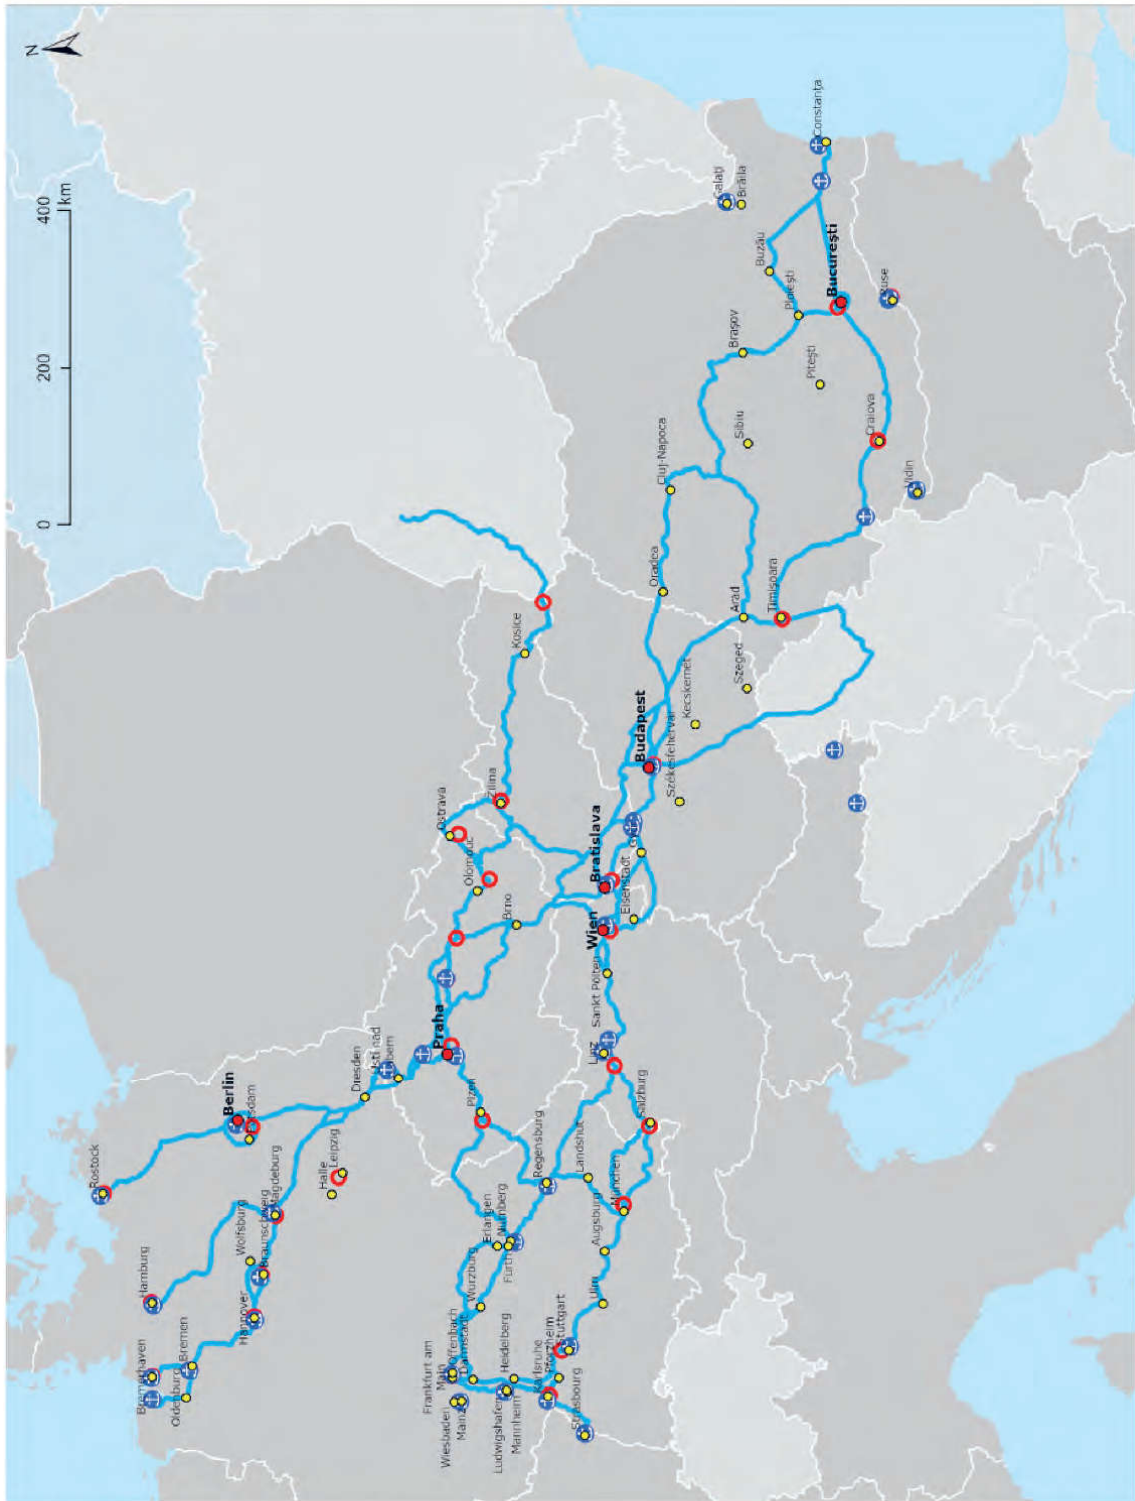 N
0
200
400
km
Rostock
Bremerhaven
Hamburg
Oldenburg
Bremen
Berlin
Potsdam
Hannover
Wolfsburg
Braunschweig
Magdeburg
Halle
Leipzig
Dresden
Ústí nad
Labem
Praha
Frankfurt am
Main
Offenbach
Wiesbaden
Mainz
Darmstadt
Würzburg
Erlangen
Nürnberg
Fürth
Plzeň
Olomouc
Ostrava
Žilina
Košice
Brno
Ludwigshafen
Mannheim
Heidelberg
Karlsruhe
Pforzheim
Stuttgart
Strasbourg
Regensburg
Landshut
Ulm
Augsburg
München
Salzburg
Linz
Sankt Pölten
Wien
Bratislava
Eisenstadt
Budapest
Székesfehérvár
Kecskemét
Szeged
Oradea
Cluj-Napoca
Arad
Timișoara
Sibiu
Brașov
Buzău
Galați
Brăila
Ploiești
Pitești
București
Constanța
Craiova
Vidin
Ruse